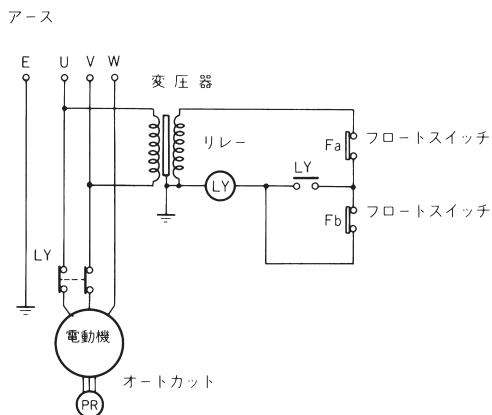 アース
E U V W
変圧器
リレー
Fa
フロートスイッチ
LY
LY
Fb
フロートスイッチ
LY
電動機
オートカット
PR